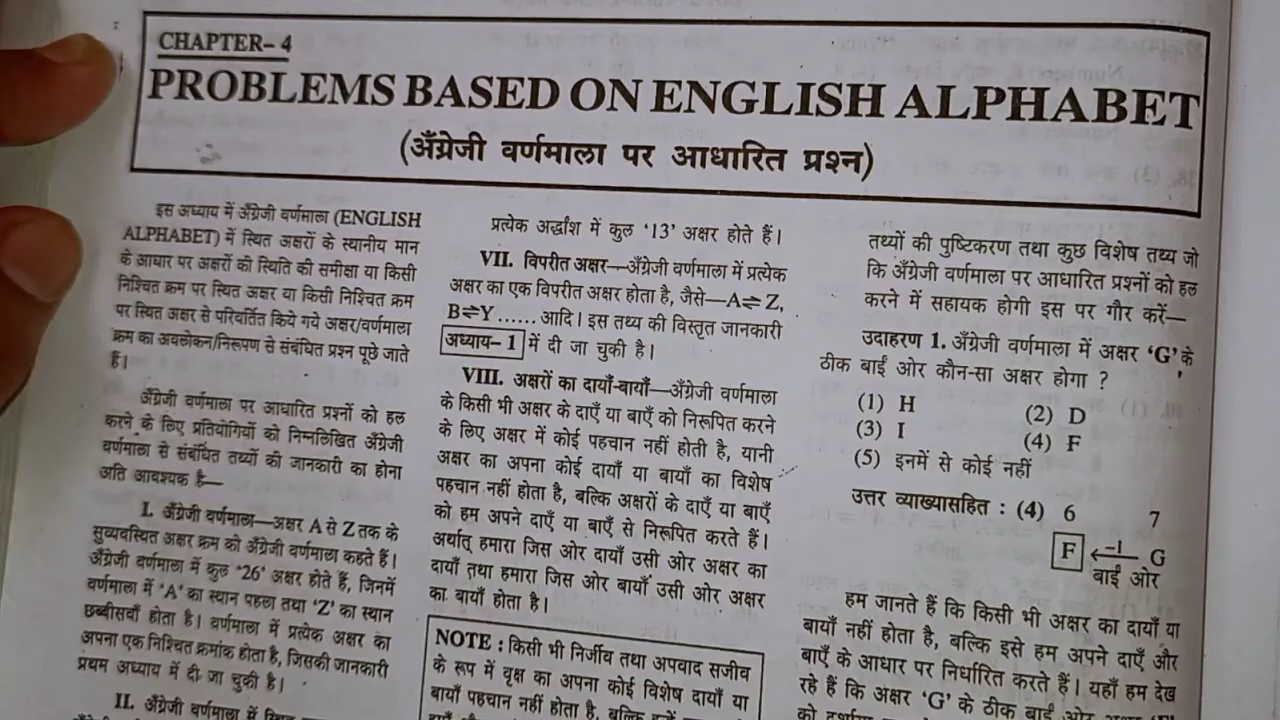 CHAPTER– 4
PROBLEMS BASED ON ENGLISH ALPHABET
(अँग्रेजी वर्णमाला पर आधारित प्रश्न)
इस अध्याय में अँग्रेजी वर्णमाला (ENGLISH
ALPHABET) में स्थित अक्षरों के स्थानीय मान
के आधार पर अक्षरों की स्थिति की समीक्षा या किसी
निश्चित क्रम पर स्थित अक्षर या किसी निश्चित क्रम
पर स्थित अक्षर से परिवर्तित किये गये अक्षर/वर्णमाला
क्रम का अवलोकन/निरूपण से संबंधित प्रश्न पूछे जाते
हैं।
अँग्रेजी वर्णमाला पर आधारित प्रश्नों को हल
करने के लिए प्रतियोगियों को निम्नलिखित अँग्रेजी
वर्णमाला से संबंधित तथ्यों की जानकारी का होना
अति आवश्यक है—
I. अँग्रेजी वर्णमाला—अक्षर A से Z तक के
सुव्यवस्थित अक्षर क्रम को अँग्रेजी वर्णमाला कहते हैं।
अँग्रेजी वर्णमाला में कुल '26' अक्षर होते हैं, जिनमें
वर्णमाला में 'A' का स्थान पहला तथा 'Z' का स्थान
छब्बीसवाँ होता है। वर्णमाला में प्रत्येक अक्षर का
अपना एक निश्चित क्रमांक होता है, जिसकी जानकारी
प्रथम अध्याय में दी जा चुकी है।
II. अँग्रेजी वर्णमाला में स्थित
प्रत्येक अर्द्धांश में कुल '13' अक्षर होते हैं।
VII. विपरीत अक्षर—अँग्रेजी वर्णमाला में प्रत्येक
अक्षर का एक विपरीत अक्षर होता है, जैसे—A⇌Z,
B⇌Y ...... आदि। इस तथ्य की विस्तृत जानकारी
अध्याय– 1 में दी जा चुकी है।
VIII. अक्षरों का दायाँ-बायाँ—अँग्रेजी वर्णमाला
के किसी भी अक्षर के दाएँ या बाएँ को निरूपित करने
के लिए अक्षर में कोई पहचान नहीं होती है, यानी
अक्षर का अपना कोई दायाँ या बायाँ का विशेष
पहचान नहीं होता है, बल्कि अक्षरों के दाएँ या बाएँ
को हम अपने दाएँ या बाएँ से निरूपित करते हैं।
अर्थात् हमारा जिस ओर दायाँ उसी ओर अक्षर का
दायाँ तथा हमारा जिस ओर बायाँ उसी ओर अक्षर
का बायाँ होता है।
NOTE : किसी भी निर्जीव तथा अपवाद सजीव
के रूप में वृक्ष का अपना कोई विशेष दायाँ या
बायाँ पहचान नहीं होता है, बल्कि
तथ्यों की पुष्टिकरण तथा कुछ विशेष तथ्य जो
कि अँग्रेजी वर्णमाला पर आधारित प्रश्नों को हल
करने में सहायक होगी इस पर गौर करें—
उदाहरण 1. अँग्रेजी वर्णमाला में अक्षर 'G' के
ठीक बाईं ओर कौन-सा अक्षर होगा ?
(1) H (2) D
(3) I (4) F
(5) इनमें से कोई नहीं
उत्तर व्याख्यासहित : (4) 6 7
F ←–1 G
बाईं ओर
हम जानते हैं कि किसी भी अक्षर का दायाँ या
बायाँ नहीं होता है, बल्कि इसे हम अपने दाएँ और
बाएँ के आधार पर निर्धारित करते हैं। यहाँ हम देख
रहे हैं कि अक्षर 'G' के ठीक बाईं ओर